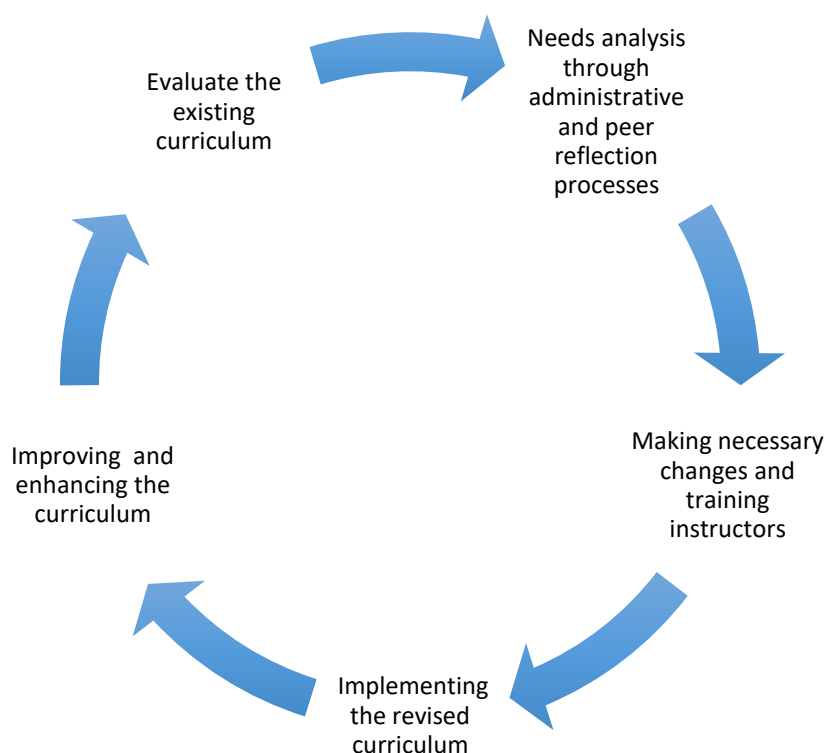 Evaluate the
existing
curriculum
Needs analysis
through
administrative
and peer
reflection
processes
Making necessary
changes and
training
instructors
Implementing
the revised
curriculum
Improving  and
enhancing the
curriculum